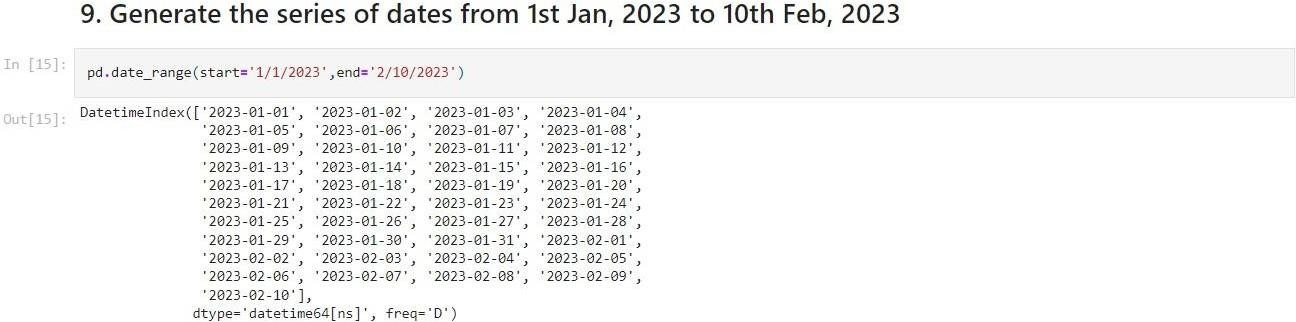 9. Generate the series of dates from 1st Jan, 2023 to 10th Feb, 2023
In [15]: pd.date_range(start='1/1/2023',end='2/10/2023')
Out[15]: DatetimeIndex(['2023-01-01', '2023-01-02', '2023-01-03', '2023-01-04',
'2023-01-05', '2023-01-06', '2023-01-07', '2023-01-08',
'2023-01-09', '2023-01-10', '2023-01-11', '2023-01-12',
'2023-01-13', '2023-01-14', '2023-01-15', '2023-01-16',
'2023-01-17', '2023-01-18', '2023-01-19', '2023-01-20',
'2023-01-21', '2023-01-22', '2023-01-23', '2023-01-24',
'2023-01-25', '2023-01-26', '2023-01-27', '2023-01-28',
'2023-01-29', '2023-01-30', '2023-01-31', '2023-02-01',
'2023-02-02', '2023-02-03', '2023-02-04', '2023-02-05',
'2023-02-06', '2023-02-07', '2023-02-08', '2023-02-09',
'2023-02-10'],
dtype='datetime64[ns]', freq='D')